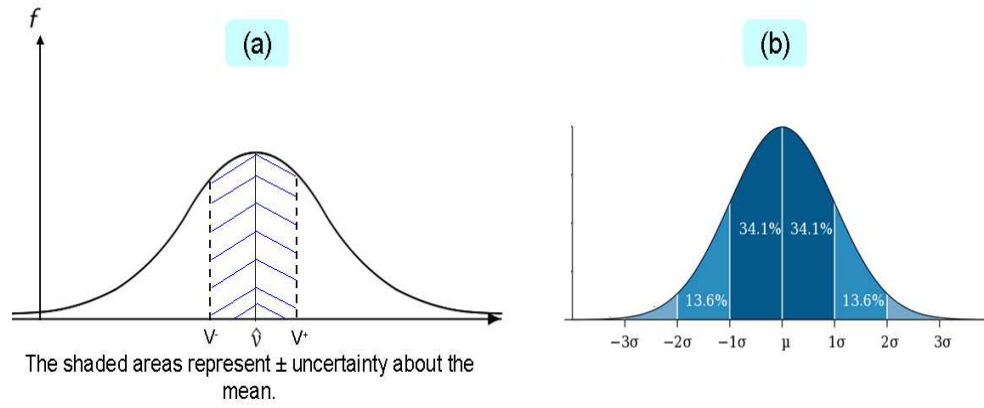 f
(a)
V- v̂ V+
The shaded areas represent ± uncertainty about the
mean.
(b)
34.1% 34.1%
13.6% 13.6%
−3σ −2σ −1σ μ 1σ 2σ 3σ